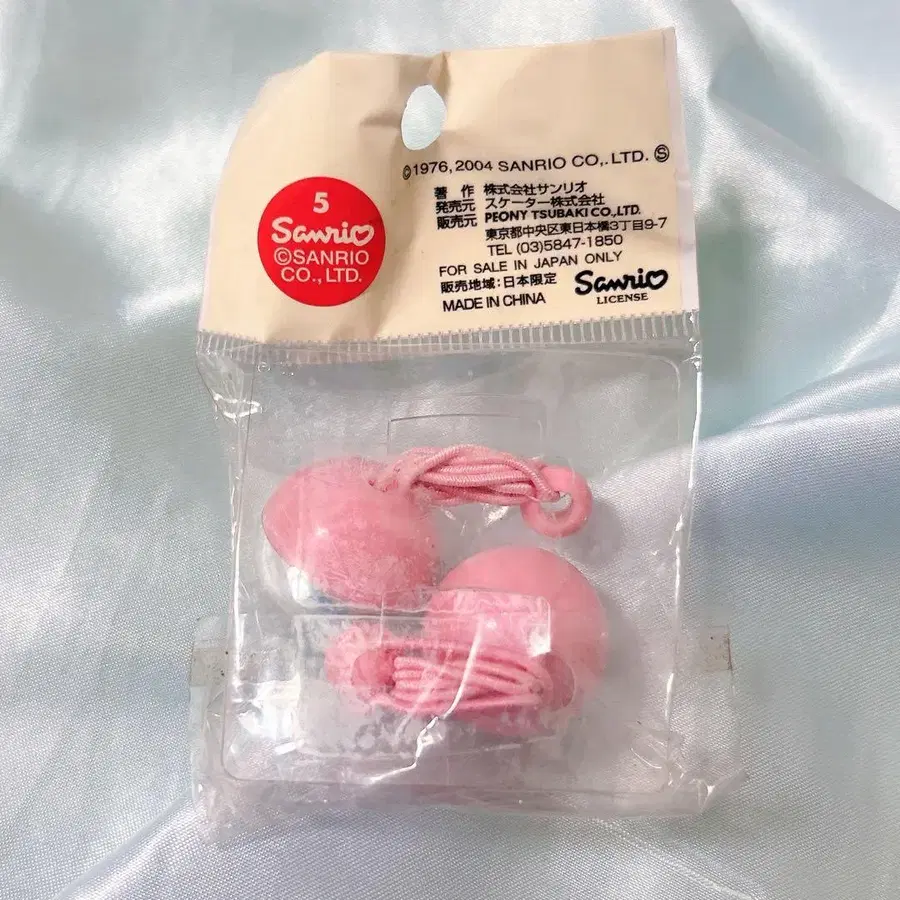 5
Sanrio
©SANRIO
CO.,LTD.
©1976, 2004 SANRIO CO,.LTD. Ⓢ
著 作 株式会社サンリオ
発売元 スケーター株式会社
販売元 PEONY TSUBAKI CO.,LTD.
東京都中央区東日本橋3丁目9-7
TEL (03)5847-1850
FOR SALE IN JAPAN ONLY
販売地域:日本限定
MADE IN CHINA
Sanrio
LICENSE